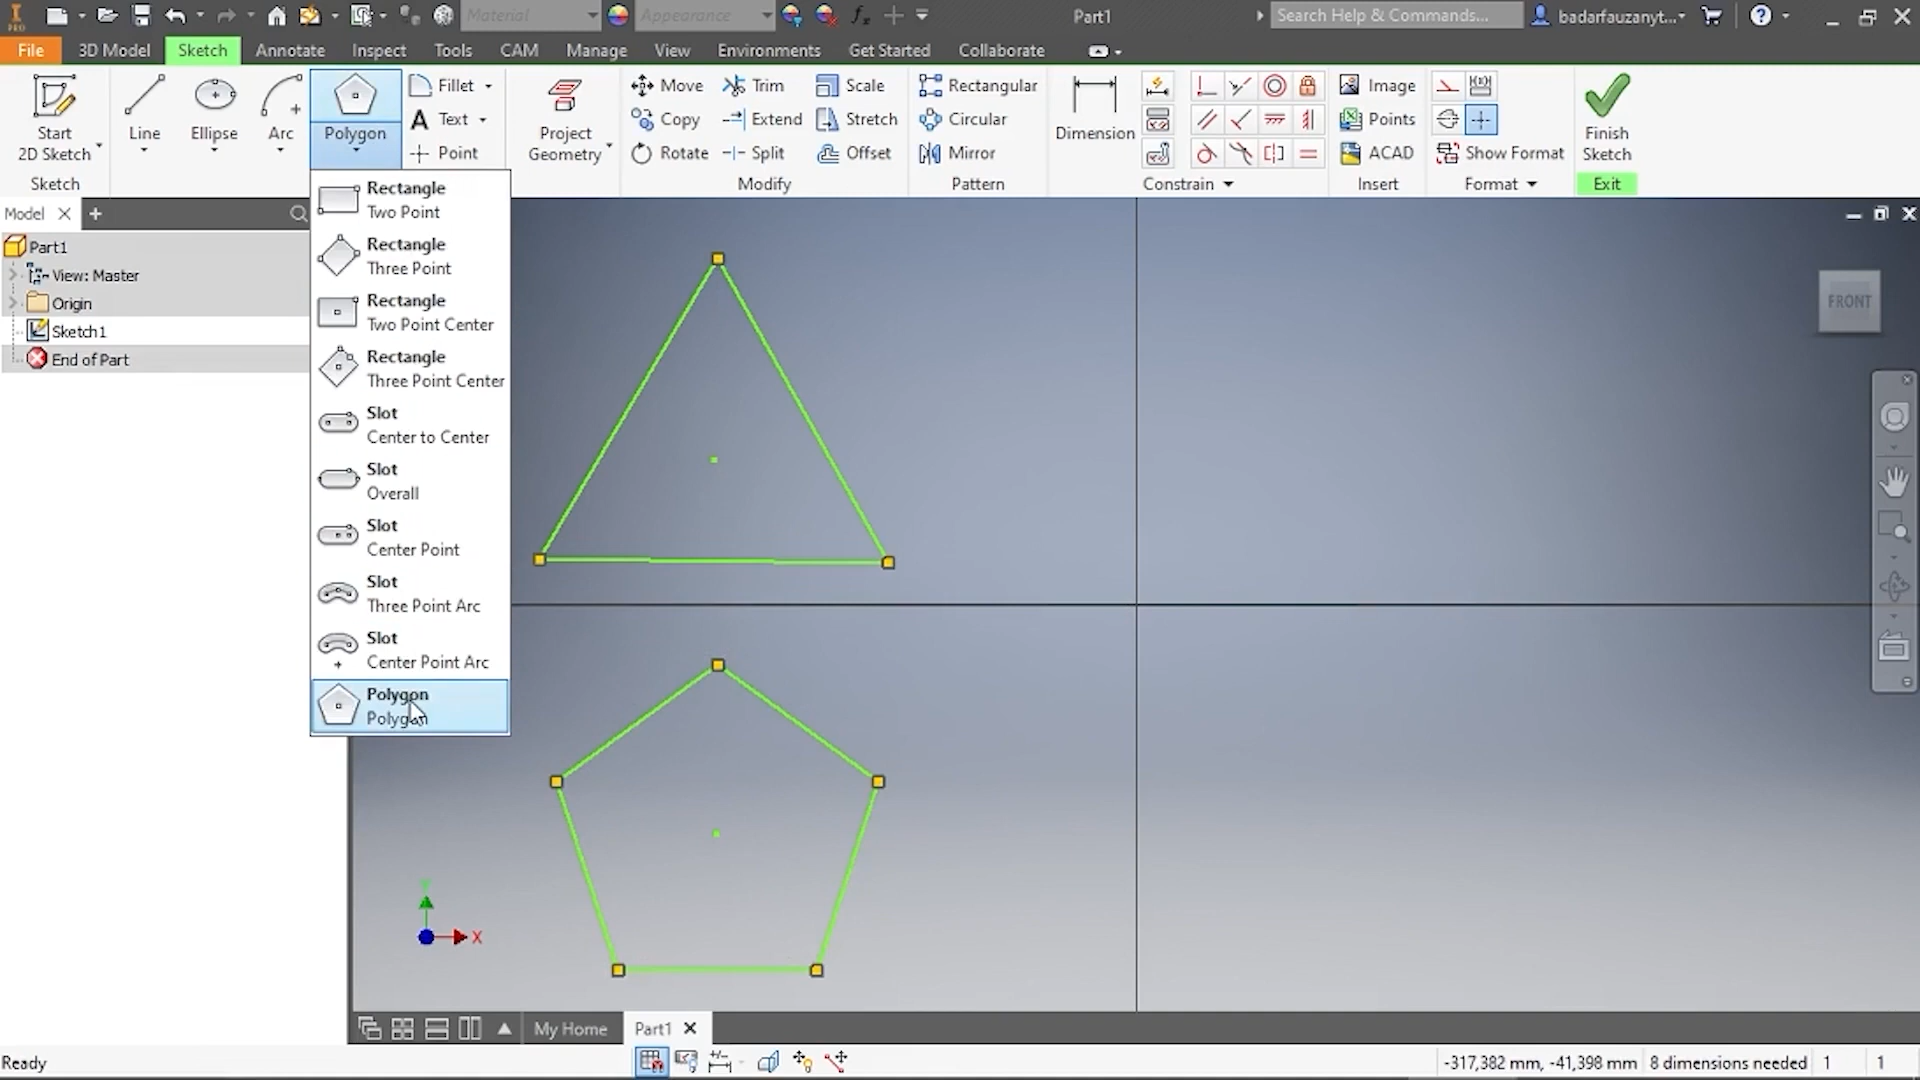 PRO
Material
Appearance
Part1
Search Help & Commands...
badarfauzanyt...
File
3D Model
Sketch
Annotate
Inspect
Tools
CAM
Manage
View
Environments
Get Started
Collaborate
Start
2D Sketch
Line
Ellipse
Arc
Polygon
Fillet
Text
Point
Project
Geometry
Move
Copy
Rotate
Trim
Extend
Split
Scale
Stretch
Offset
Rectangular
Circular
Mirror
Dimension
Image
Points
ACAD
Show Format
Finish
Sketch
Sketch
Modify
Pattern
Constrain
Insert
Format
Exit
Model
Part1
View: Master
Origin
Sketch1
End of Part
Rectangle
Two Point
Rectangle
Three Point
Rectangle
Two Point Center
Rectangle
Three Point Center
Slot
Center to Center
Slot
Overall
Slot
Center Point
Slot
Three Point Arc
Slot
Center Point Arc
Polygon
Polygon
FRONT
Y
X
My Home
Part1
Ready
-317,382 mm, -41,398 mm
8 dimensions needed
1
1